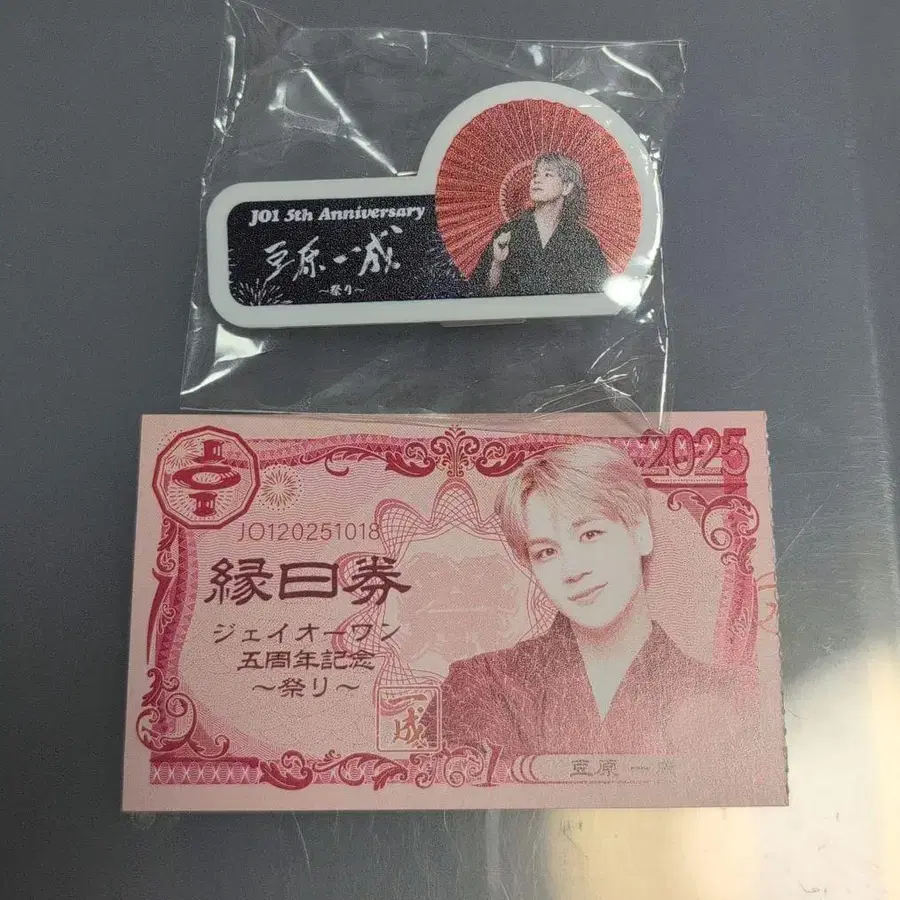 JO1 5th Anniversary
豆原一成
～祭り～
2025
JO120251018
縁日券
ジェイオーワン
五周年記念
～祭り～
一成
豆原一成